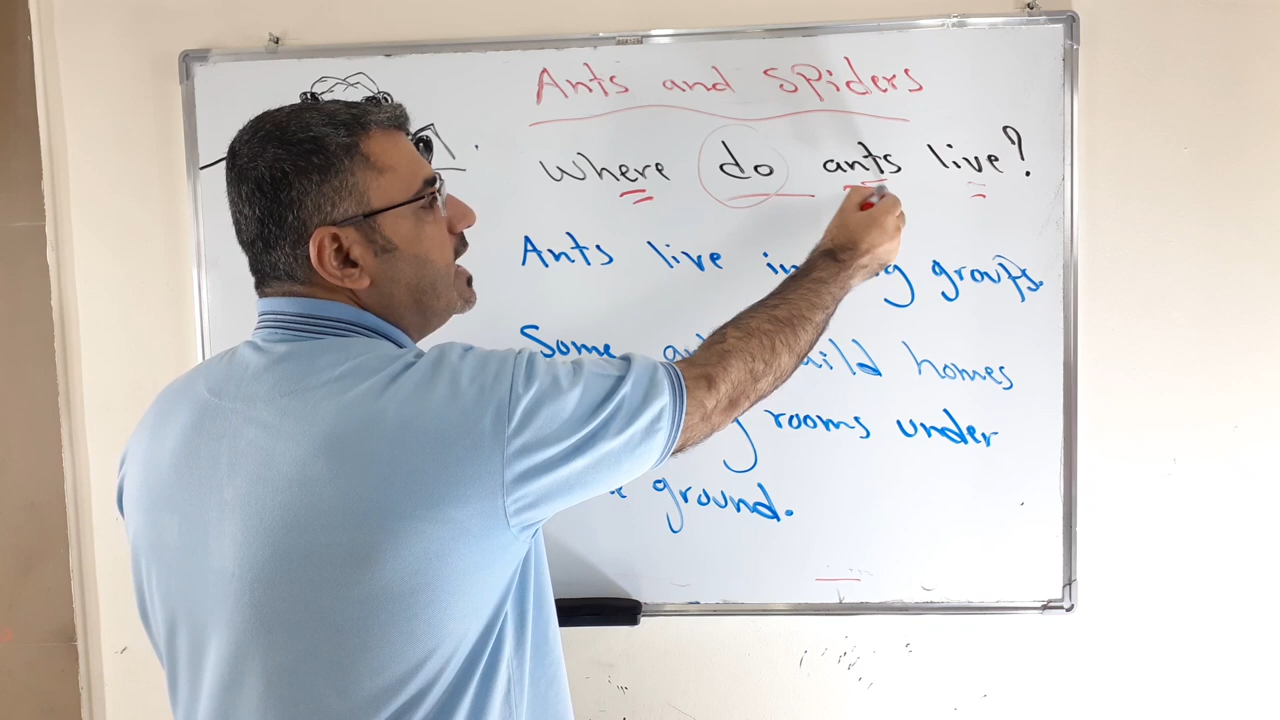 Ants and Spiders
Where do ants live?
Ants live in groups.
Some build homes
rooms under
ground.